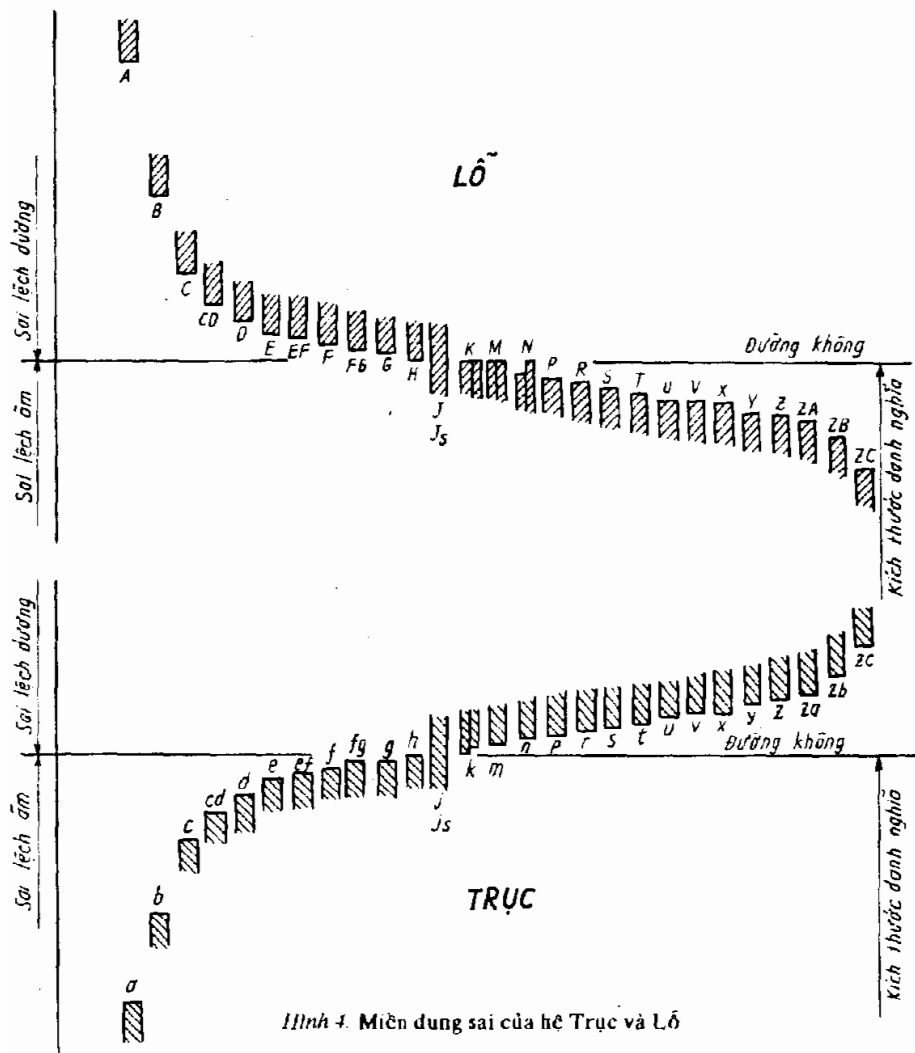 A
LỖ
B
C
CD
D
E
EF
F
FG
G
H
J
Js
K
M
N
P
R
S
T
U
V
X
Y
Z
ZA
ZB
ZC
Đường không
Sai lệch dương
Sai lệch âm
Kích thước danh nghĩa
Sai lệch dương
Sai lệch âm
a
b
c
cd
d
e
ef
f
fg
g
h
j
Js
k
m
n
p
r
s
t
u
v
x
y
z
za
zb
zc
Đường không
TRỤC
Kích thước danh nghĩa
Hình 4. Miền dung sai của hệ Trục và Lỗ